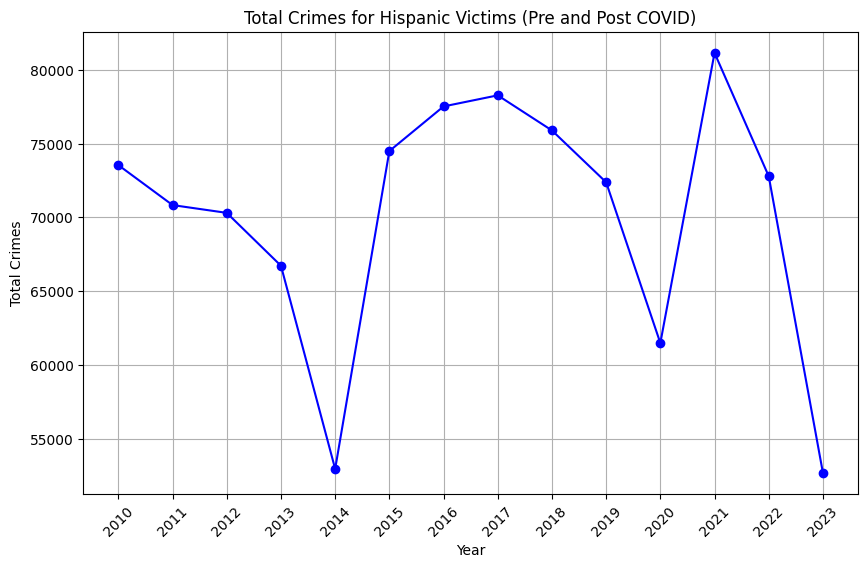 Total Crimes for Hispanic Victims (Pre and Post COVID)
Total Crimes
80000
75000
70000
65000
60000
55000
2010 2011 2012 2013 2014 2015 2016 2017 2018 2019 2020 2021 2022 2023
Year